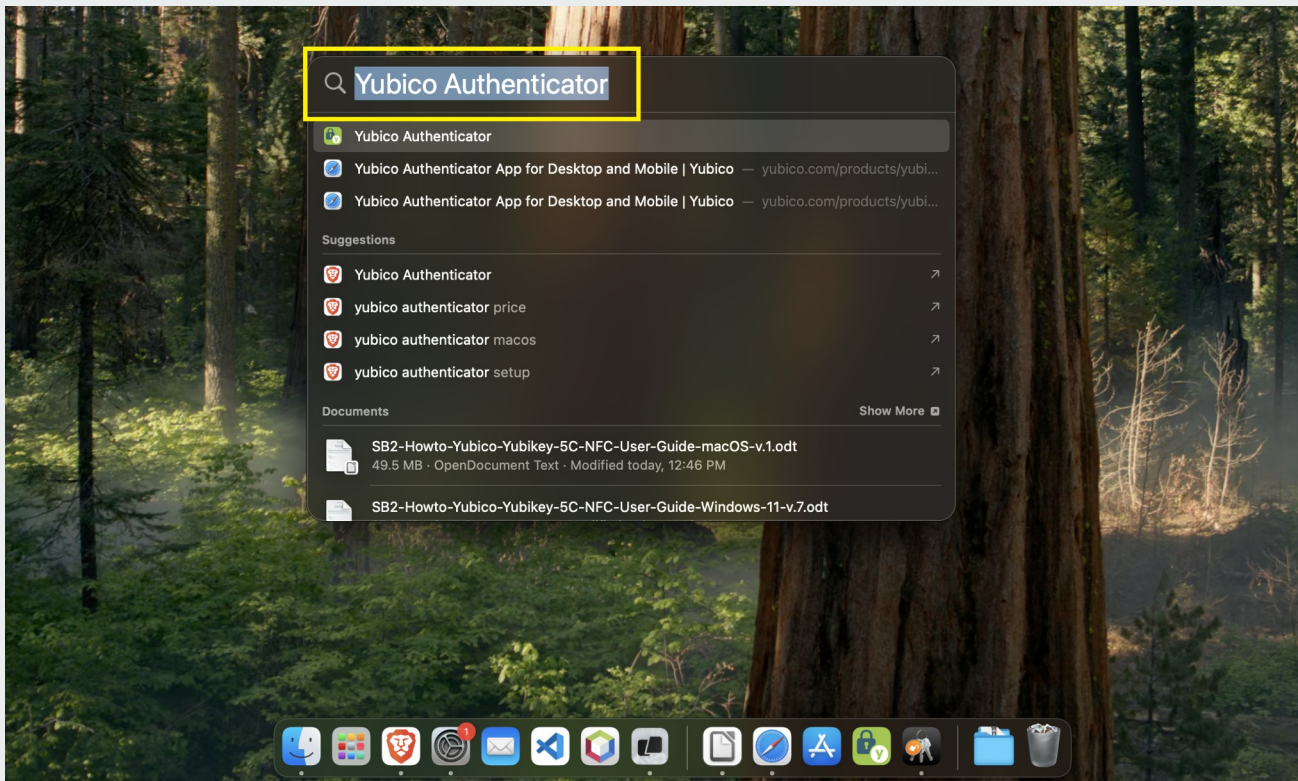 Yubico Authenticator
Yubico Authenticator
Yubico Authenticator App for Desktop and Mobile | Yubico — yubico.com/products/yubi...
Yubico Authenticator App for Desktop and Mobile | Yubico — yubico.com/products/yubi...
Suggestions
Yubico Authenticator
yubico authenticator price
yubico authenticator macos
yubico authenticator setup
Documents Show More
SB2-Howto-Yubico-Yubikey-5C-NFC-User-Guide-macOS-v.1.odt
49.5 MB · OpenDocument Text · Modified today, 12:46 PM
SB2-Howto-Yubico-Yubikey-5C-NFC-User-Guide-Windows-11-v.7.odt
1
y